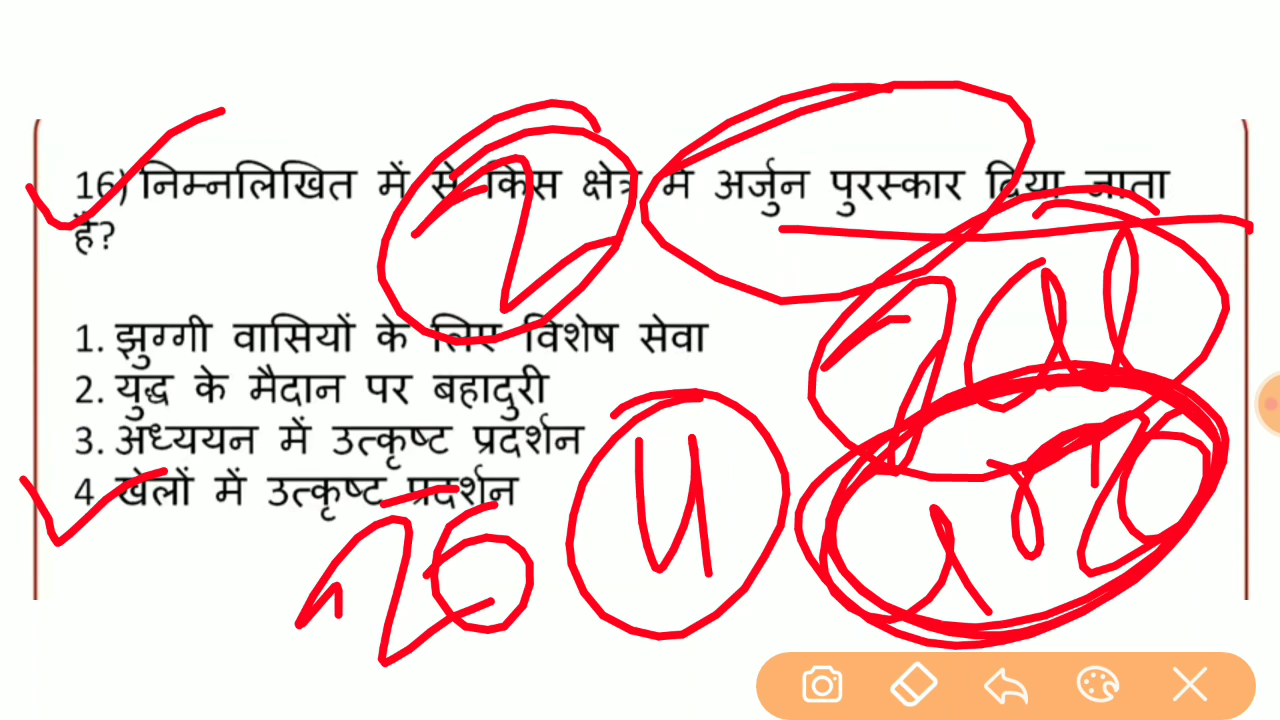 16) निम्नलिखित में से किस क्षेत्र में अर्जुन पुरस्कार दिया जाता
है?
1. झुग्गी वासियों के लिए विशेष सेवा
2. युद्ध के मैदान पर बहादुरी
3. अध्ययन में उत्कृष्ट प्रदर्शन
4 खेलों में उत्कृष्ट प्रदर्शन
2
4